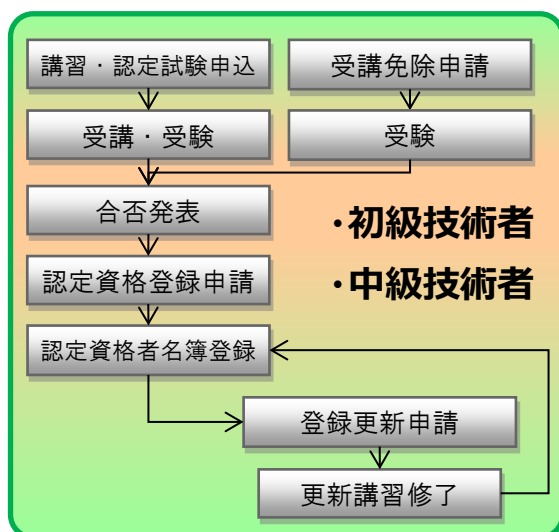 講習・認定試験申込
受講免除申請
受講・受験
受験
合否発表
・初級技術者
認定資格登録申請
・中級技術者
認定資格者名簿登録
登録更新申請
更新講習修了